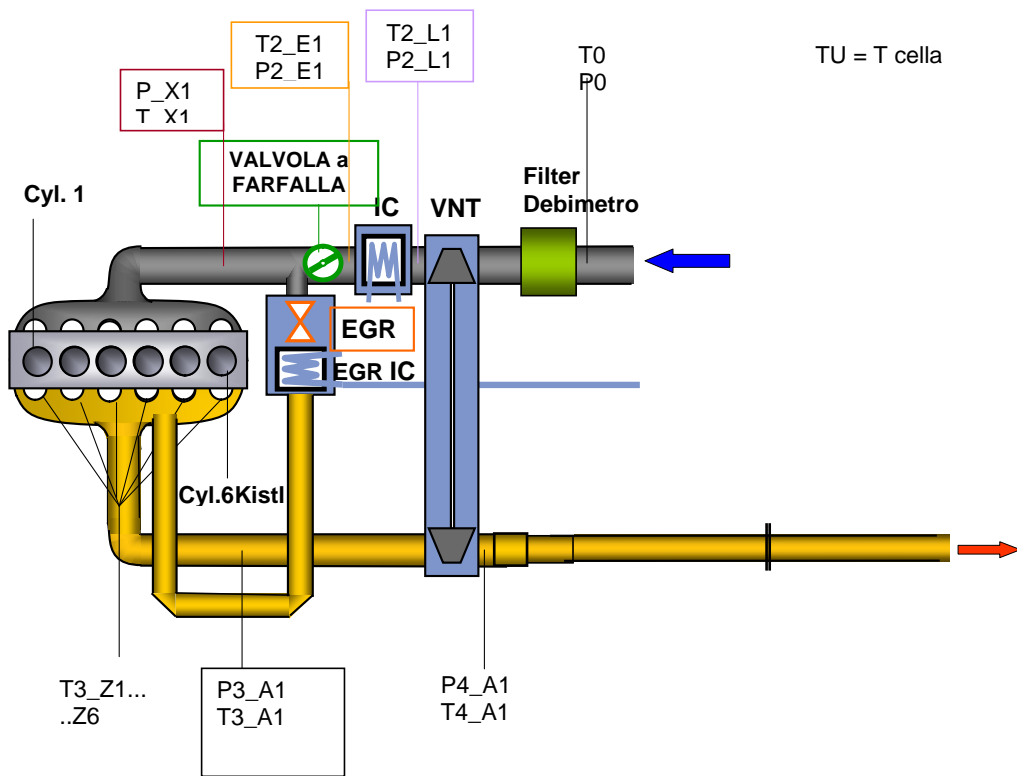 T2_E1
P2_E1
T2_L1
P2_L1
T0
P0
TU = T cella
P_X1
T_X1
VALVOLA a
FARFALLA
Cyl. 1
IC
VNT
Filter
Debimetro
EGR
EGR IC
Cyl.6Kistl
T3_Z1...
..Z6
P3_A1
T3_A1
P4_A1
T4_A1